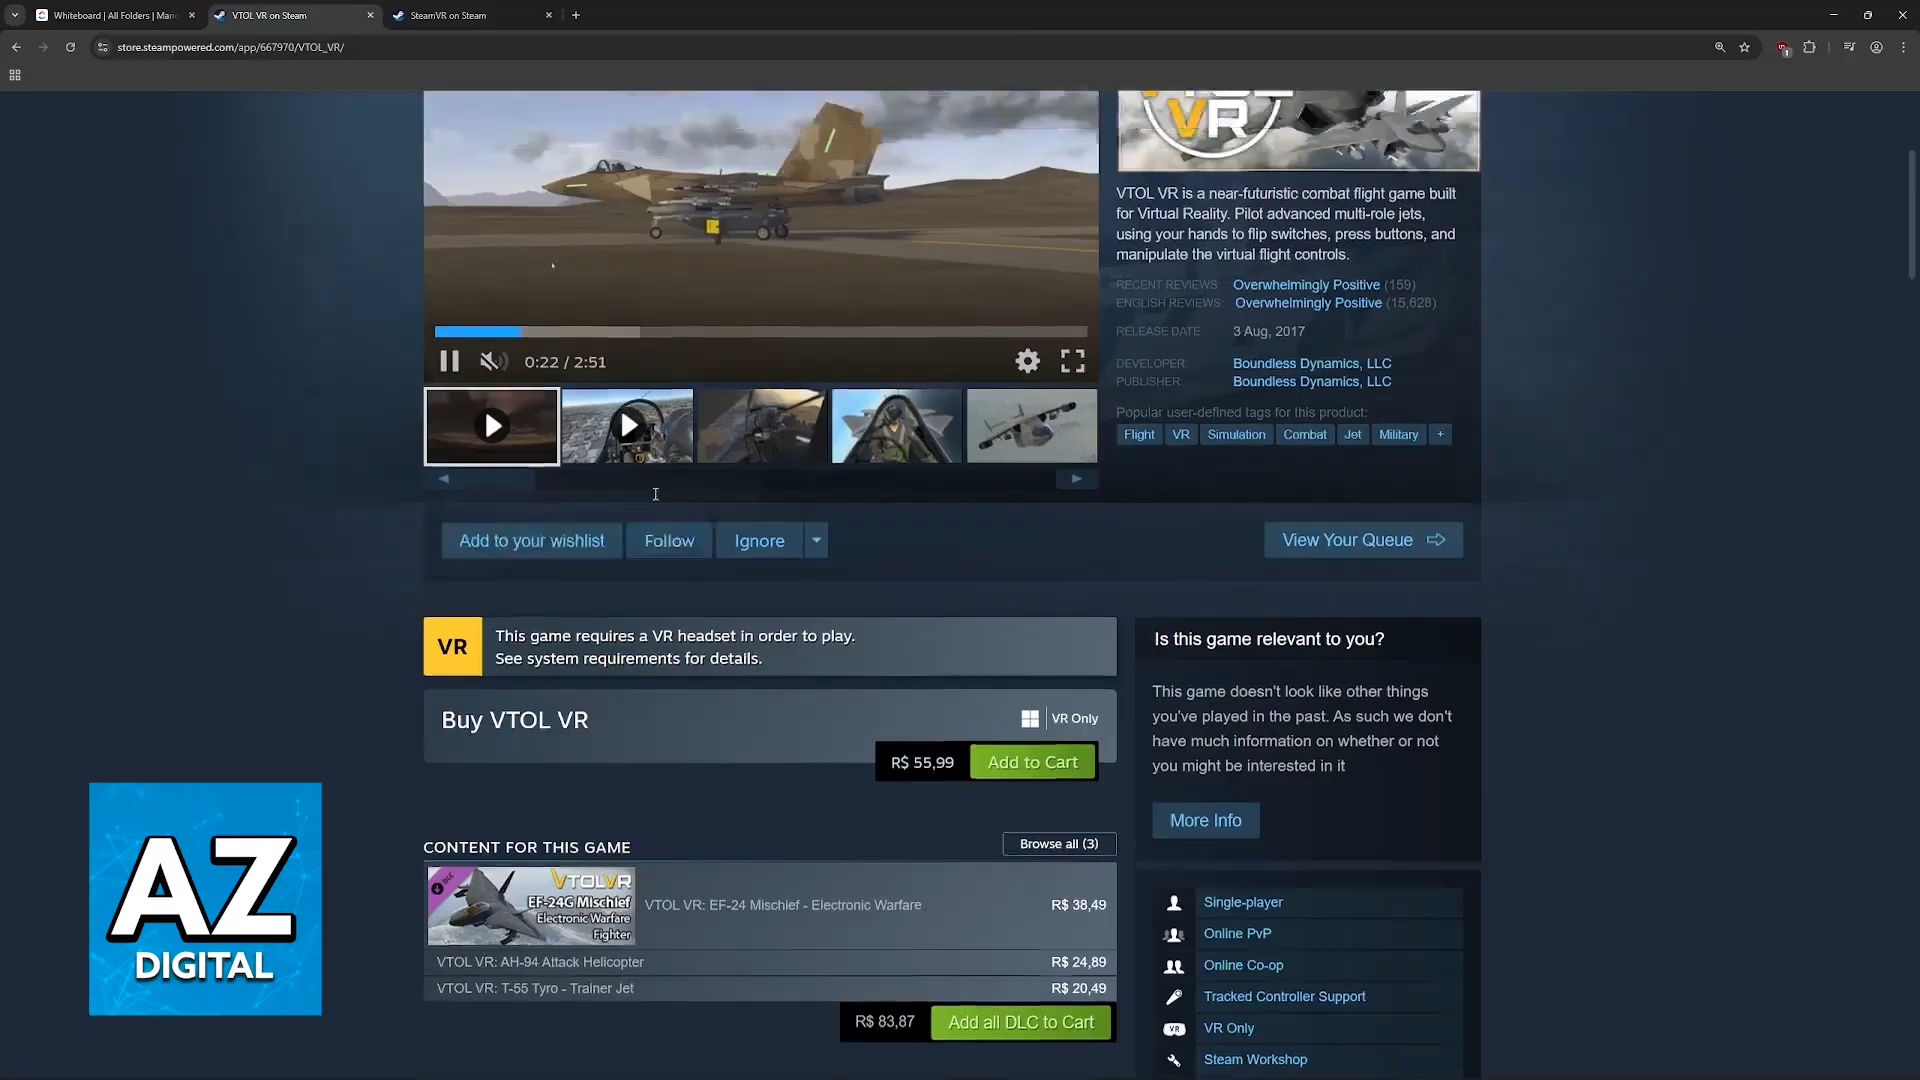 Whiteboard | All Folders | Mari
VTOL VR on Steam
SteamVR on Steam
store.steampowered.com/app/667970/VTOL_VR/
1
VR
VTOL VR is a near-futuristic combat flight game built
for Virtual Reality. Pilot advanced multi-role jets,
using your hands to flip switches, press buttons, and
manipulate the virtual flight controls.
RECENT REVIEWS: Overwhelmingly Positive (159)
ENGLISH REVIEWS: Overwhelmingly Positive (15,628)
RELEASE DATE: 3 Aug, 2017
DEVELOPER: Boundless Dynamics, LLC
PUBLISHER: Boundless Dynamics, LLC
Popular user-defined tags for this product:
Flight VR Simulation Combat Jet Military +
0:22 / 2:51
Add to your wishlist Follow Ignore
View Your Queue
VR
This game requires a VR headset in order to play.
See system requirements for details.
Buy VTOL VR
VR Only
R$ 55,99 Add to Cart
CONTENT FOR THIS GAME
Browse all (3)
DLC
VTOLVR
EF-24G Mischief
Electronic Warfare
Fighter
VTOL VR: EF-24 Mischief - Electronic Warfare R$ 38,49
VTOL VR: AH-94 Attack Helicopter R$ 24,89
VTOL VR: T-55 Tyro - Trainer Jet R$ 20,49
R$ 83,87 Add all DLC to Cart
Is this game relevant to you?
This game doesn't look like other things
you've played in the past. As such we don't
have much information on whether or not
you might be interested in it
More Info
Single-player
Online PvP
Online Co-op
Tracked Controller Support
VR VR Only
Steam Workshop
AZ
DIGITAL